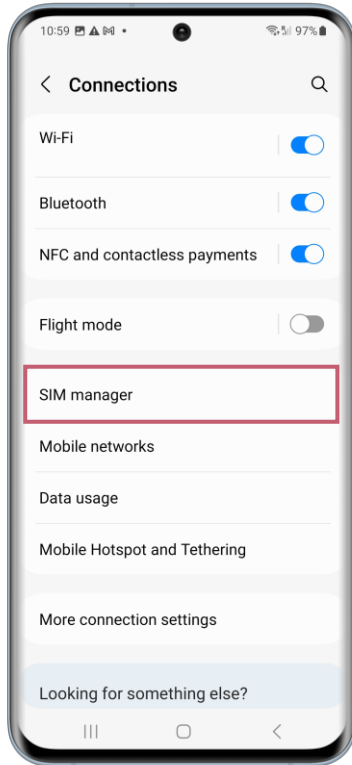 10:59 97%
Connections
Wi-Fi
Bluetooth
NFC and contactless payments
Flight mode
SIM manager
Mobile networks
Data usage
Mobile Hotspot and Tethering
More connection settings
Looking for something else?